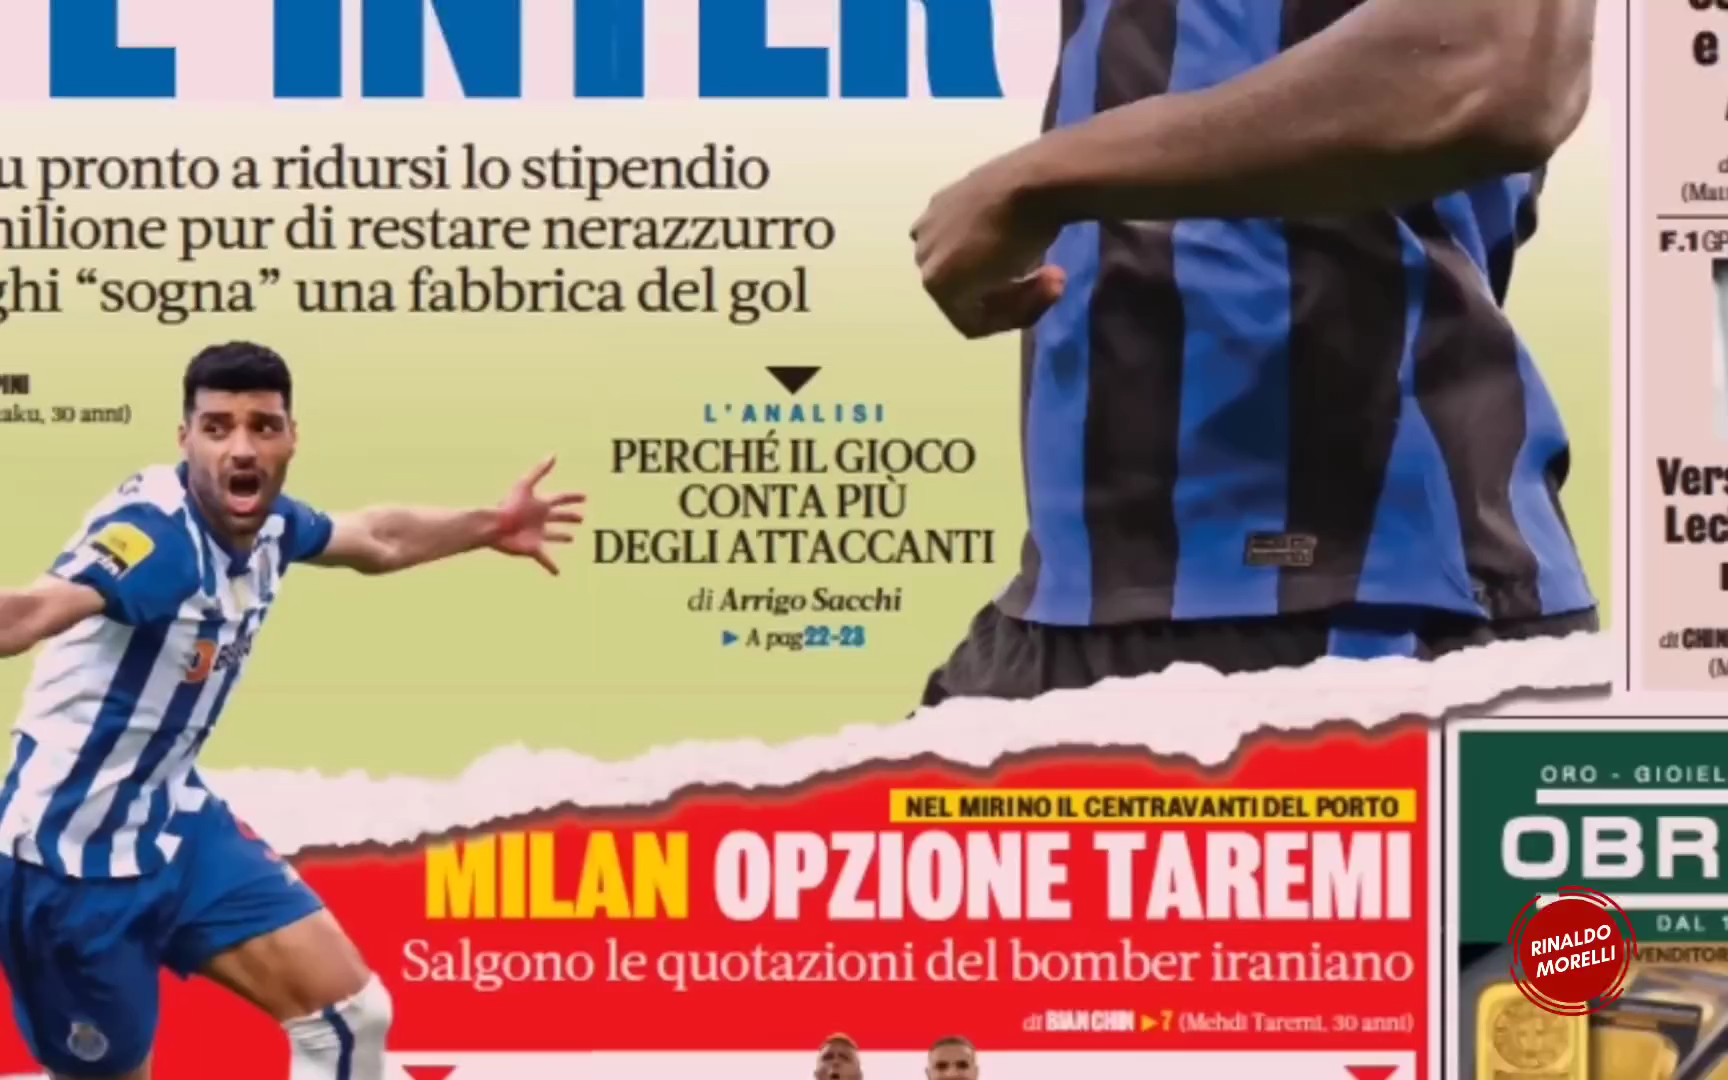 E INTER
pronto a ridursi lo stipendio
pur di restare nerazzurro
“sogna” una fabbrica del gol
30 anni)
L'ANALISI
PERCHÉ IL GIOCO
CONTA PIÙ
DEGLI ATTACCANTI
di Arrigo Sacchi
A pag 22-23
NEL MIRINO IL CENTRAVANTI DEL PORTO
MILAN OPZIONE TAREMI
Salgono le quotazioni del bomber iraniano
di BIANCHIN 7 (Mehdi Taremi, 30 anni)
e
F.1 GP
ORO - GIOIEL
OBR
DAL 1
RINALDO
MORELLI